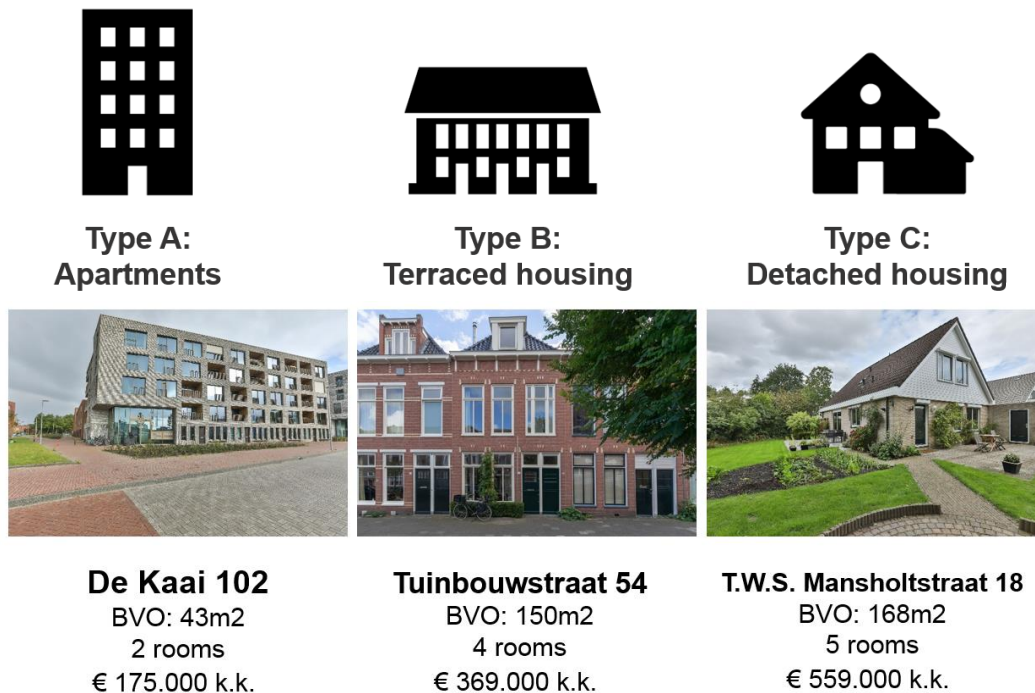 Type A:
Apartments
Type B:
Terraced housing
Type C:
Detached housing
De Kaai 102
BVO: 43m2
2 rooms
€ 175.000 k.k.
Tuinbouwstraat 54
BVO: 150m2
4 rooms
€ 369.000 k.k.
T.W.S. Mansholtstraat 18
BVO: 168m2
5 rooms
€ 559.000 k.k.